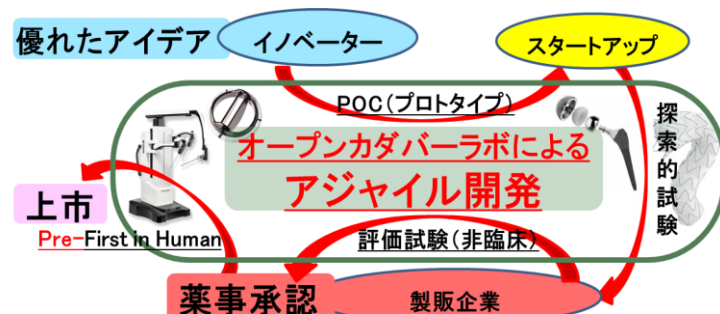 優れたアイデア
イノベーター
スタートアップ
POC（プロトタイプ）
オープンカダバーラボによる
アジャイル開発
探索的試験
上市
Pre-First in Human
評価試験（非臨床）
薬事承認
製販企業